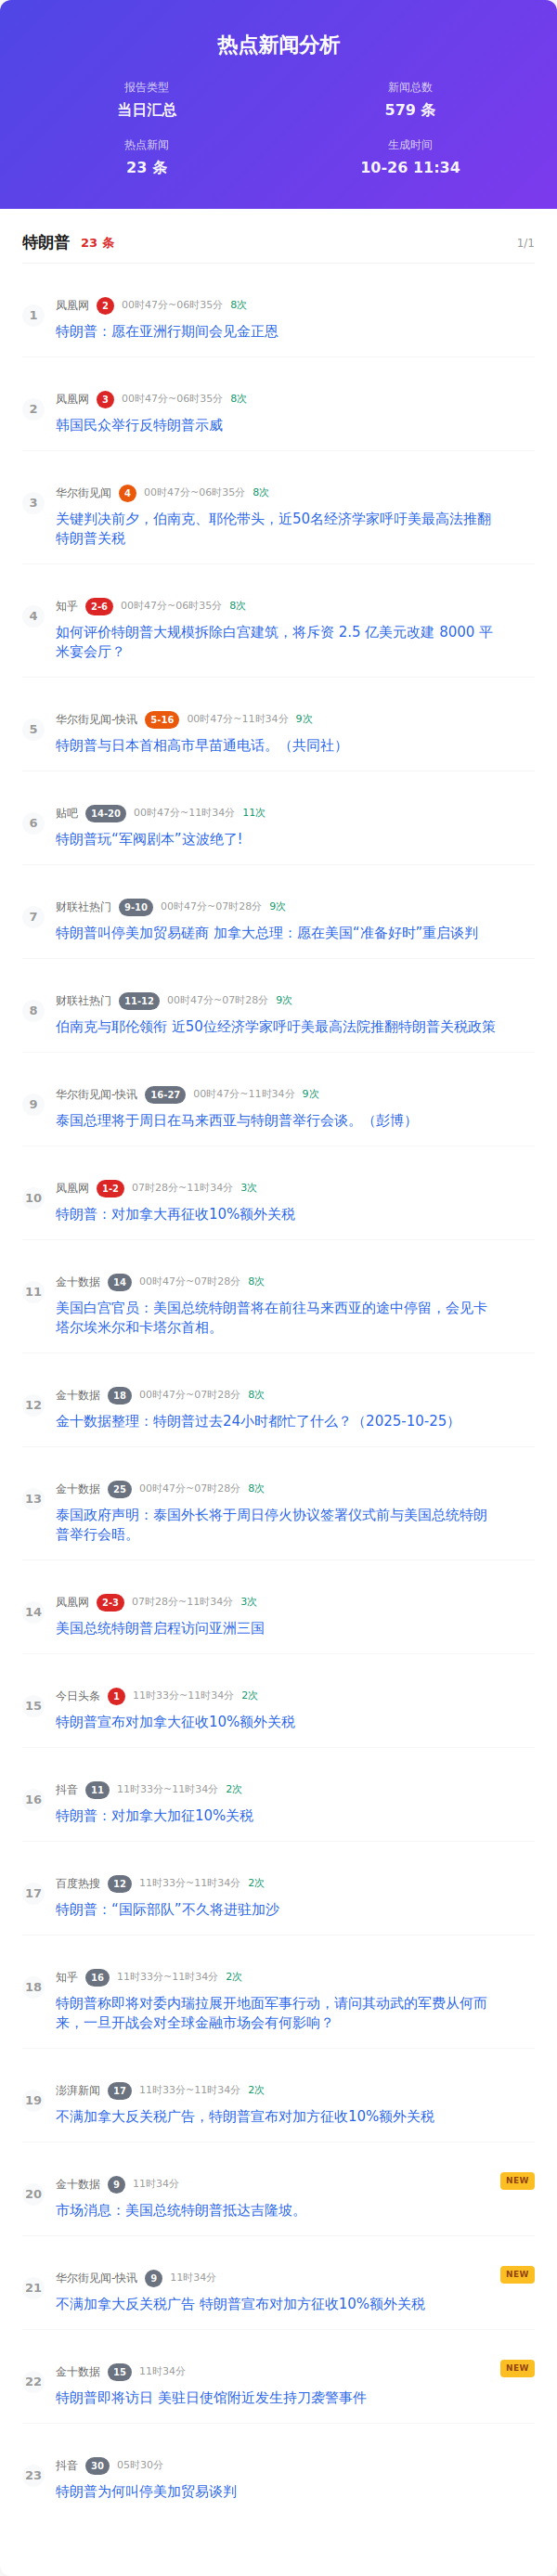 热点新闻分析
报告类型
当日汇总
新闻总数
579 条
热点新闻
23 条
生成时间
10-26 11:34
特朗普 23 条 1/1
1 凤凰网 2 00时47分~06时35分 8次
特朗普：愿在亚洲行期间会见金正恩
2 凤凰网 3 00时47分~06时35分 8次
韩国民众举行反特朗普示威
3 华尔街见闻 4 00时47分~06时35分 8次
关键判决前夕，伯南克、耶伦带头，近50名经济学家呼吁美最高法推翻
特朗普关税
4 知乎 2-6 00时47分~06时35分 8次
如何评价特朗普大规模拆除白宫建筑，将斥资 2.5 亿美元改建 8000 平
米宴会厅？
5 华尔街见闻-快讯 5-16 00时47分~11时34分 9次
特朗普与日本首相高市早苗通电话。（共同社）
6 贴吧 14-20 00时47分~11时34分 11次
特朗普玩“军阀剧本”这波绝了!
7 财联社热门 9-10 00时47分~07时28分 9次
特朗普叫停美加贸易磋商 加拿大总理：愿在美国“准备好时”重启谈判
8 财联社热门 11-12 00时47分~07时28分 9次
伯南克与耶伦领衔 近50位经济学家呼吁美最高法院推翻特朗普关税政策
9 华尔街见闻-快讯 16-27 00时47分~11时34分 9次
泰国总理将于周日在马来西亚与特朗普举行会谈。（彭博）
10 凤凰网 1-2 07时28分~11时34分 3次
特朗普：对加拿大再征收10%额外关税
11 金十数据 14 00时47分~07时28分 8次
美国白宫官员：美国总统特朗普将在前往马来西亚的途中停留，会见卡
塔尔埃米尔和卡塔尔首相。
12 金十数据 18 00时47分~07时28分 8次
金十数据整理：特朗普过去24小时都忙了什么？（2025-10-25）
13 金十数据 25 00时47分~07时28分 8次
泰国政府声明：泰国外长将于周日停火协议签署仪式前与美国总统特朗
普举行会晤。
14 凤凰网 2-3 07时28分~11时34分 3次
美国总统特朗普启程访问亚洲三国
15 今日头条 1 11时33分~11时34分 2次
特朗普宣布对加拿大征收10%额外关税
16 抖音 11 11时33分~11时34分 2次
特朗普：对加拿大加征10%关税
17 百度热搜 12 11时33分~11时34分 2次
特朗普：“国际部队”不久将进驻加沙
18 知乎 16 11时33分~11时34分 2次
特朗普称即将对委内瑞拉展开地面军事行动，请问其动武的军费从何而
来，一旦开战会对全球金融市场会有何影响？
19 澎湃新闻 17 11时33分~11时34分 2次
不满加拿大反关税广告，特朗普宣布对加方征收10%额外关税
20 金十数据 9 11时34分 NEW
市场消息：美国总统特朗普抵达吉隆坡。
21 华尔街见闻-快讯 9 11时34分 NEW
不满加拿大反关税广告 特朗普宣布对加方征收10%额外关税
22 金十数据 15 11时34分 NEW
特朗普即将访日 美驻日使馆附近发生持刀袭警事件
23 抖音 30 05时30分
特朗普为何叫停美加贸易谈判